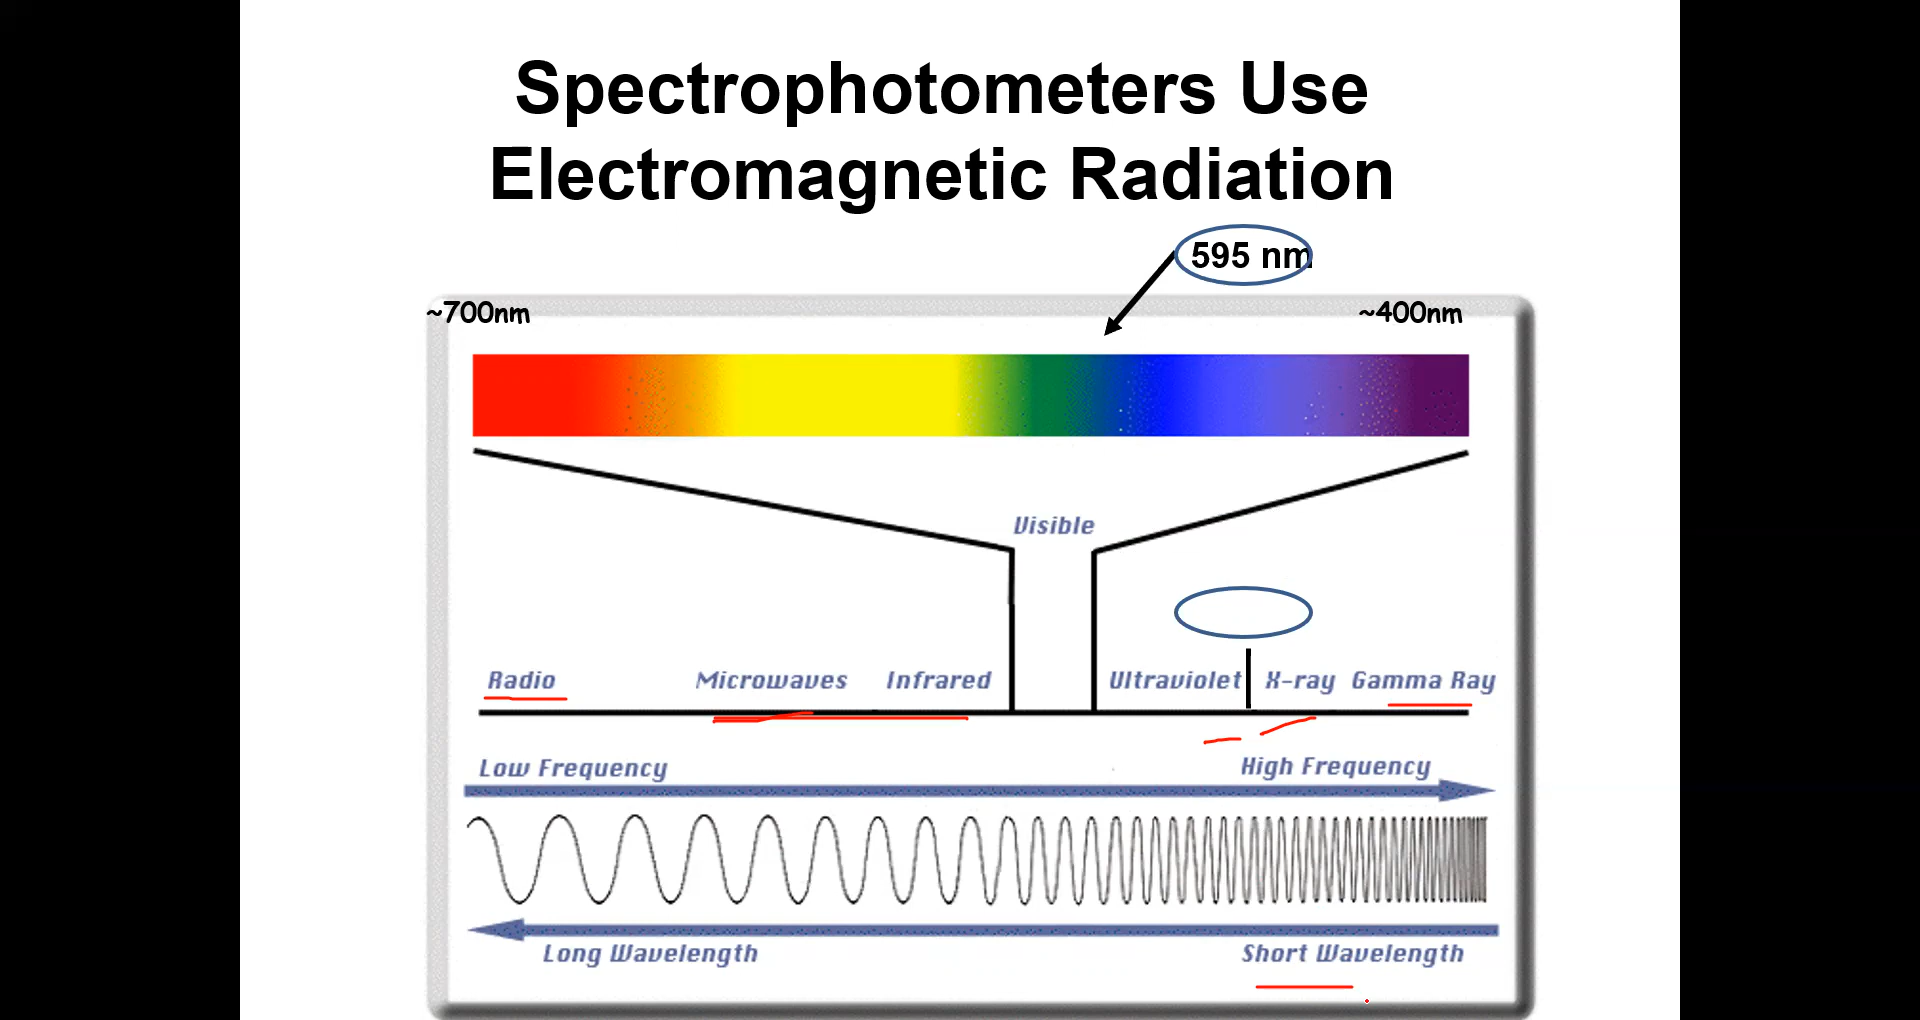 Spectrophotometers Use
Electromagnetic Radiation
595 nm
~700nm ~400nm
Visible
Radio Microwaves Infrared Ultraviolet X-ray Gamma Ray
Low Frequency High Frequency
Long Wavelength Short Wavelength